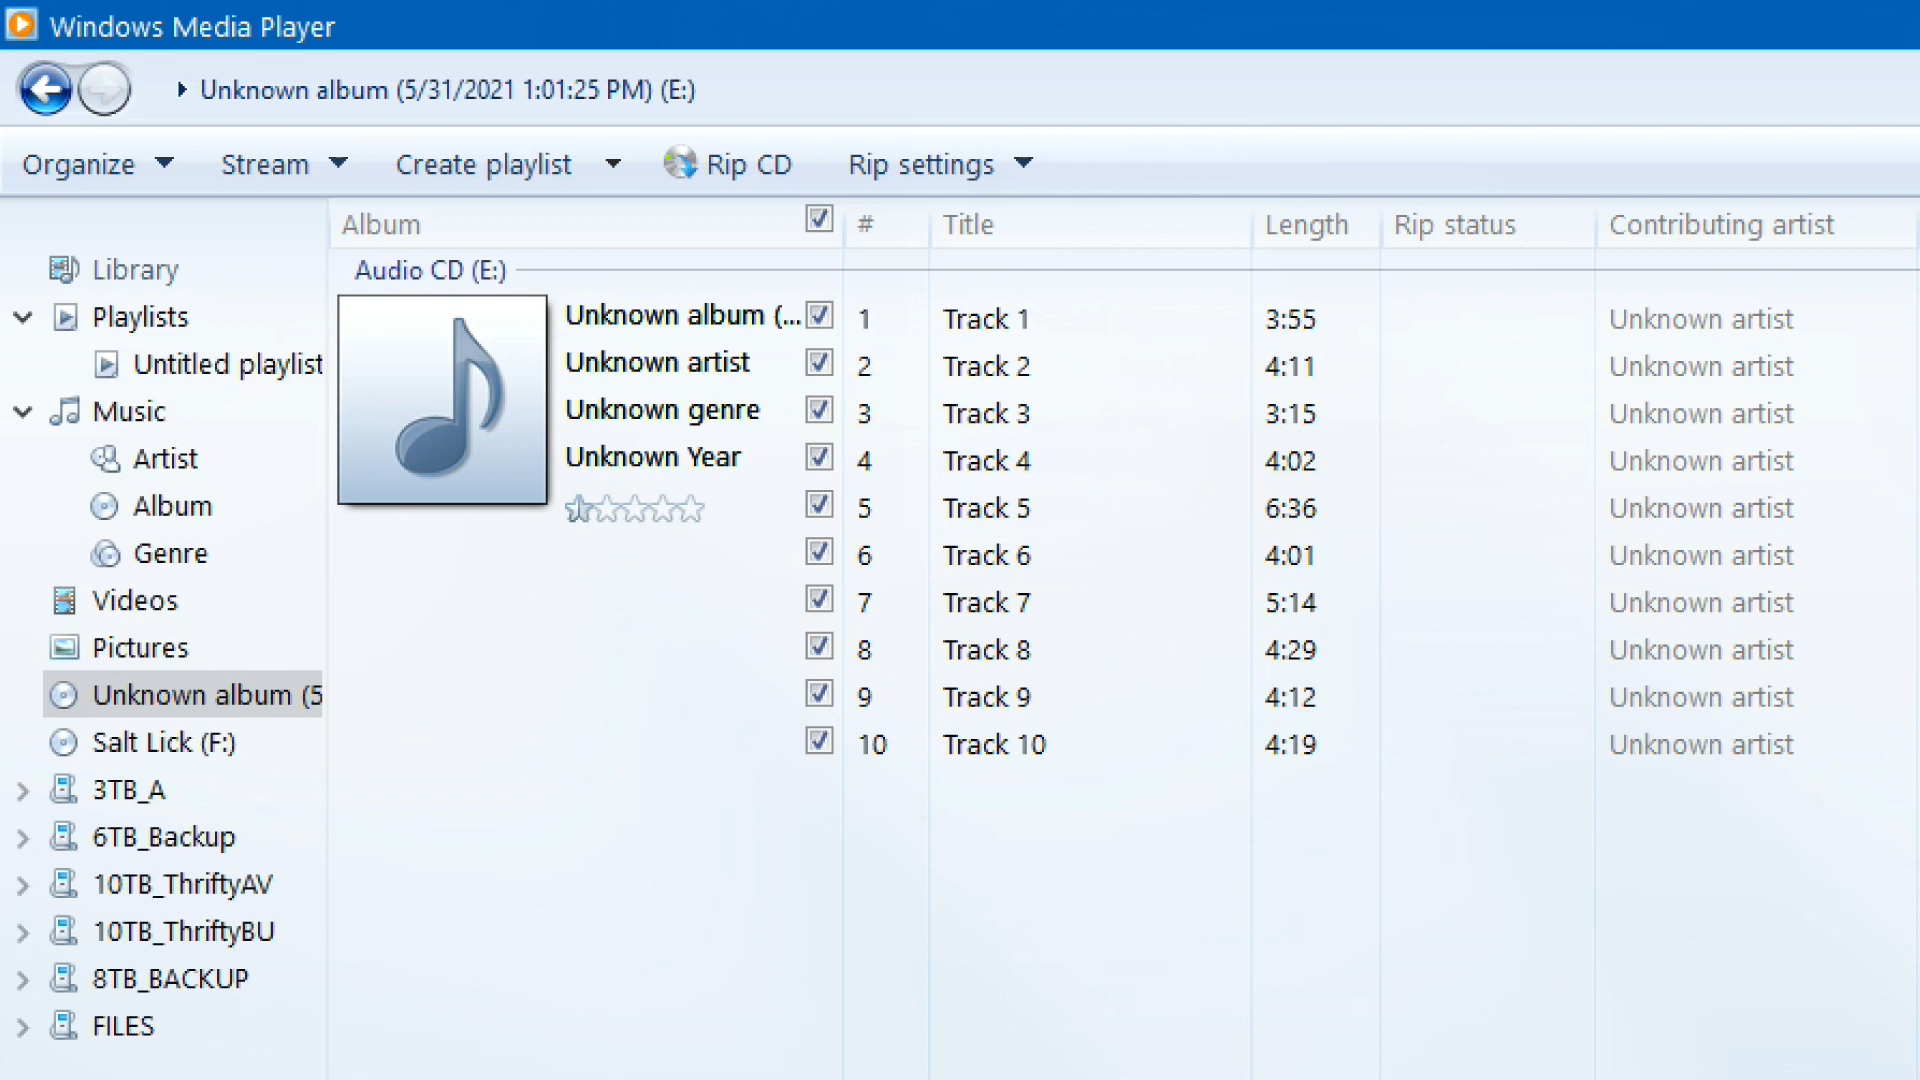 Windows Media Player
Unknown album (5/31/2021 1:01:25 PM) (E:)
Organize Stream Create playlist Rip CD Rip settings
Album # Title Length Rip status Contributing artist
Library
Playlists
Untitled playlist
Music
Artist
Album
Genre
Videos
Pictures
Unknown album (5
Salt Lick (F:)
3TB_A
6TB_Backup
10TB_ThriftyAV
10TB_ThriftyBU
8TB_BACKUP
FILES
Audio CD (E:)
Unknown album (...
Unknown artist
Unknown genre
Unknown Year
1 Track 1 3:55 Unknown artist
2 Track 2 4:11 Unknown artist
3 Track 3 3:15 Unknown artist
4 Track 4 4:02 Unknown artist
5 Track 5 6:36 Unknown artist
6 Track 6 4:01 Unknown artist
7 Track 7 5:14 Unknown artist
8 Track 8 4:29 Unknown artist
9 Track 9 4:12 Unknown artist
10 Track 10 4:19 Unknown artist